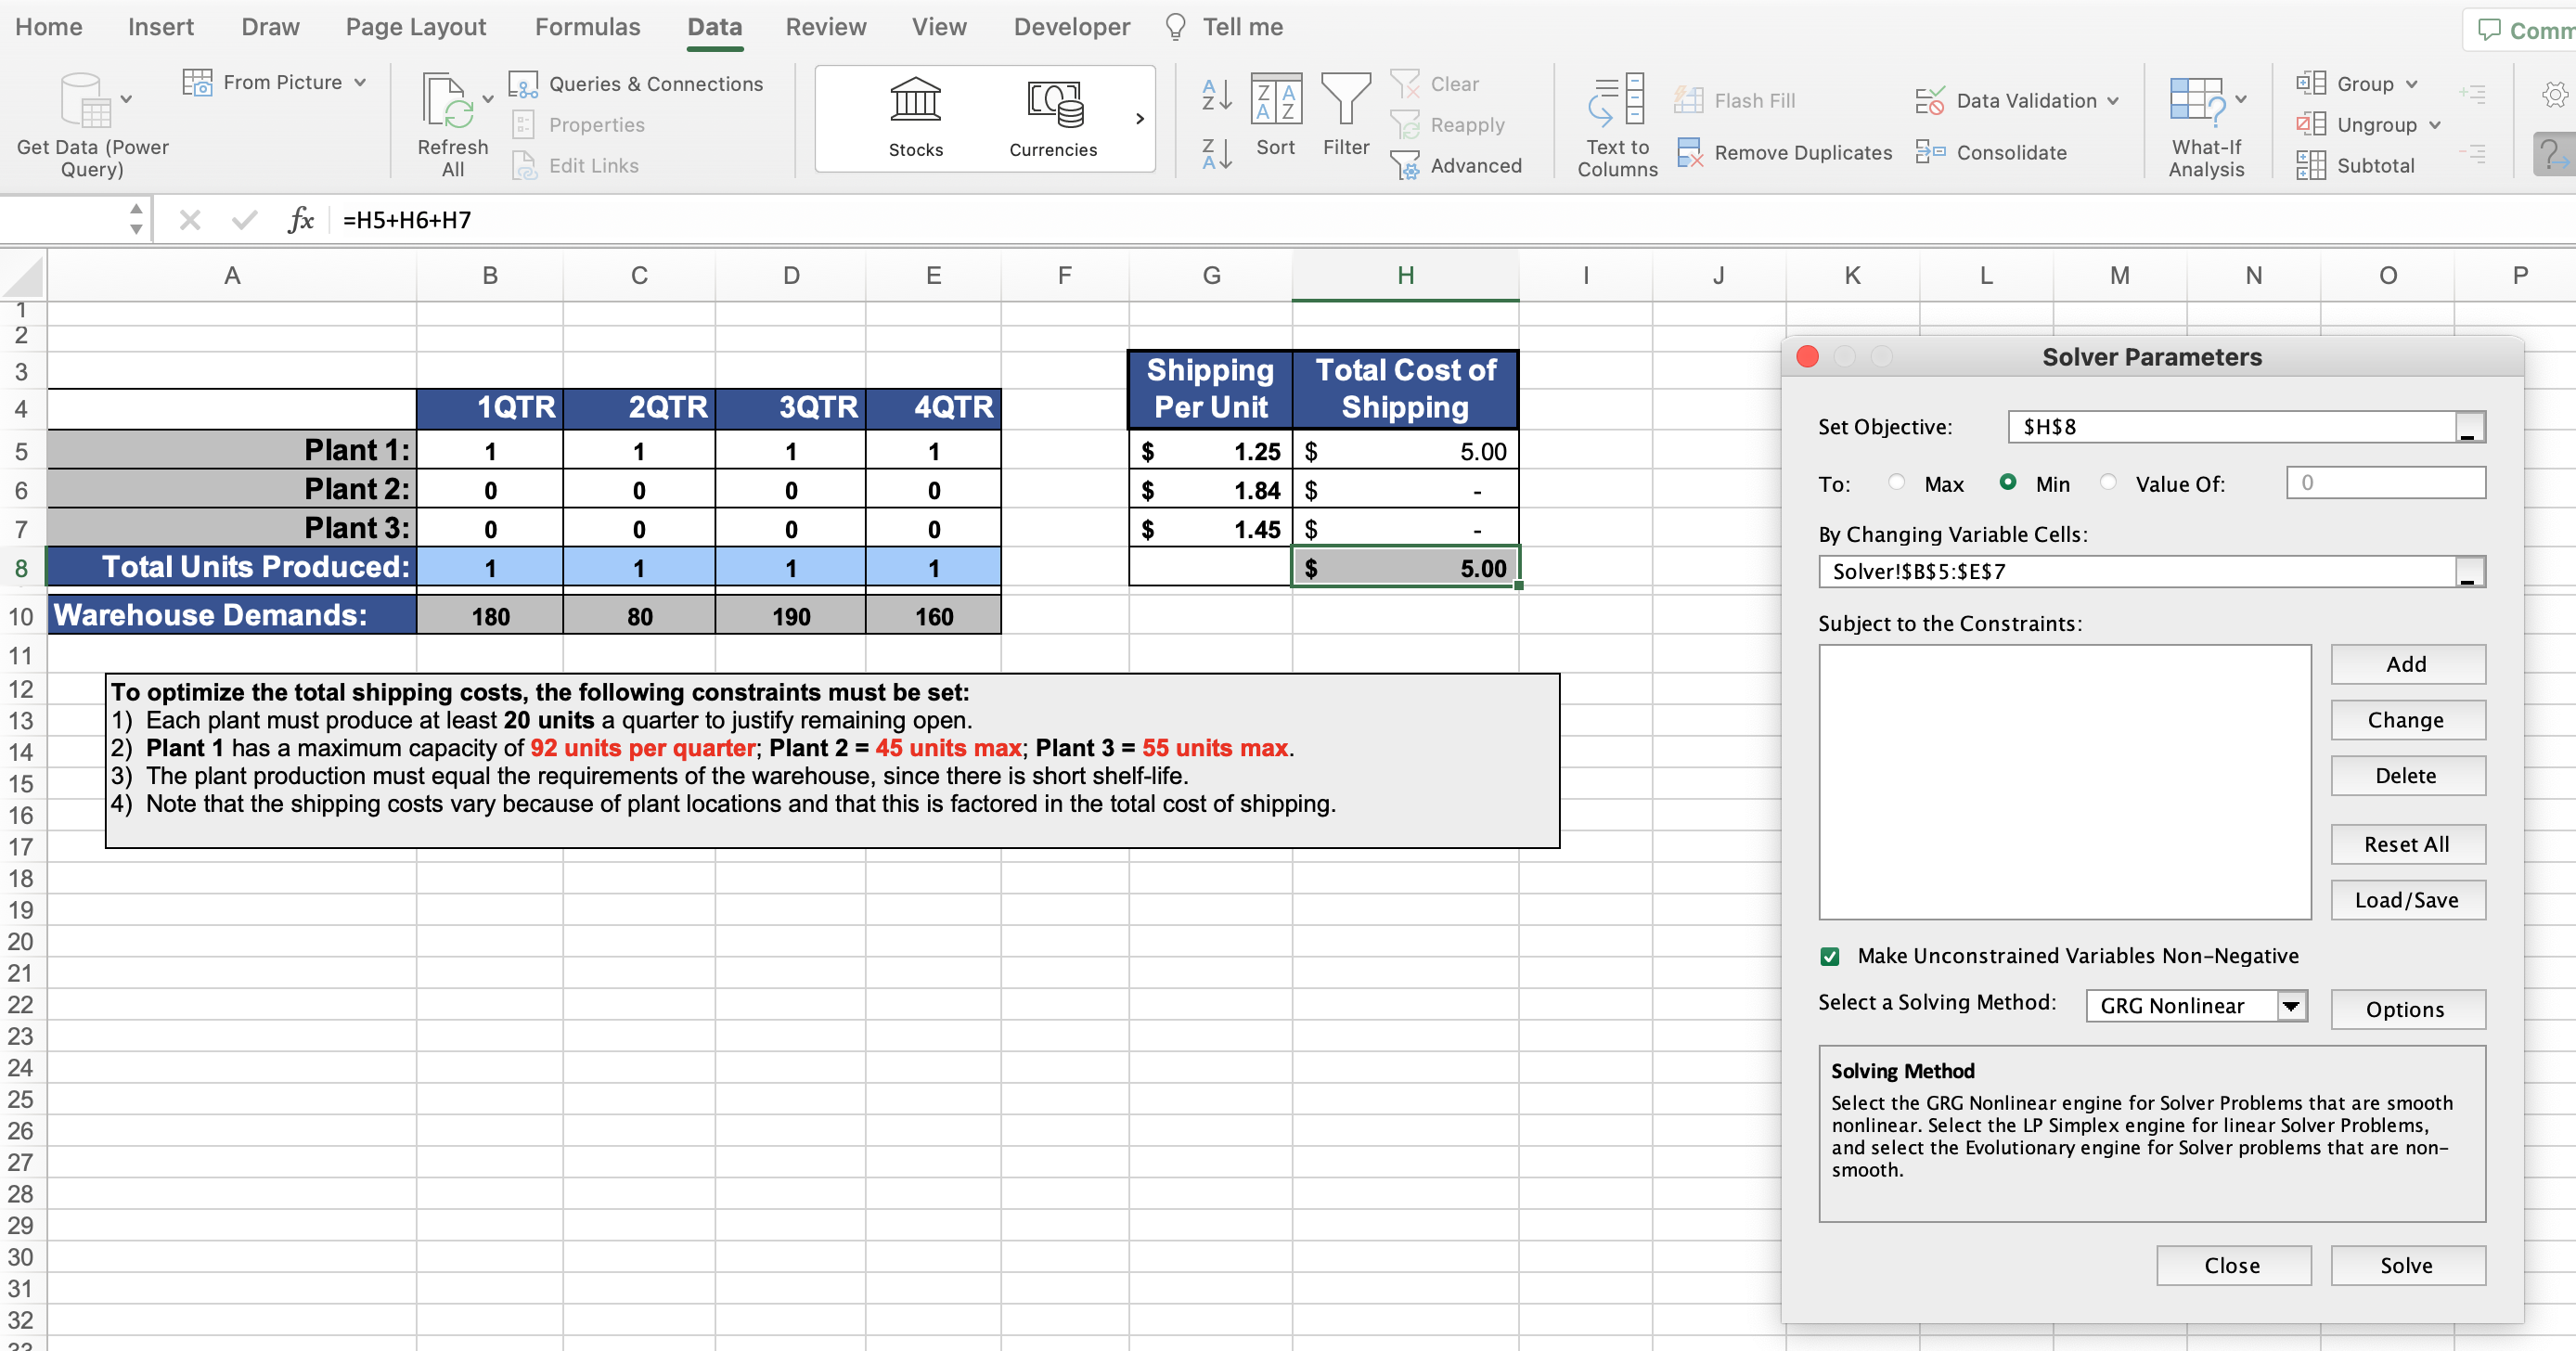 Home Insert Draw Page Layout Formulas Data Review View Developer Tell me
Get Data (Power Query)
From Picture
Refresh All
Queries & Connections
Properties
Edit Links
Stocks
Currencies
Sort
Filter
Clear
Reapply
Advanced
Text to Columns
Flash Fill
Remove Duplicates
Data Validation
Consolidate
What-If Analysis
Group
Ungroup
Subtotal
fx =H5+H6+H7
A B C D E F G H I J K L M N O P
1
2
3 Shipping Total Cost of
4 1QTR 2QTR 3QTR 4QTR Per Unit Shipping
5 Plant 1: 1 1 1 1 $ 1.25 $ 5.00
6 Plant 2: 0 0 0 0 $ 1.84 $ -
7 Plant 3: 0 0 0 0 $ 1.45 $ -
8 Total Units Produced: 1 1 1 1 $ 5.00
10 Warehouse Demands: 180 80 190 160
11
12 To optimize the total shipping costs, the following constraints must be set:
13 1) Each plant must produce at least 20 units a quarter to justify remaining open.
14 2) Plant 1 has a maximum capacity of 92 units per quarter; Plant 2 = 45 units max; Plant 3 = 55 units max.
15 3) The plant production must equal the requirements of the warehouse, since there is short shelf-life.
16 4) Note that the shipping costs vary because of plant locations and that this is factored in the total cost of shipping.
17
18
19
20
21
22
23
24
25
26
27
28
29
30
31
32
Solver Parameters
Set Objective: $H$8
To: Max Min Value Of: 0
By Changing Variable Cells:
Solver!$B$5:$E$7
Subject to the Constraints:
Add
Change
Delete
Reset All
Load/Save
Make Unconstrained Variables Non-Negative
Select a Solving Method: GRG Nonlinear Options
Solving Method
Select the GRG Nonlinear engine for Solver Problems that are smooth
nonlinear. Select the LP Simplex engine for linear Solver Problems,
and select the Evolutionary engine for Solver problems that are non-
smooth.
Close Solve